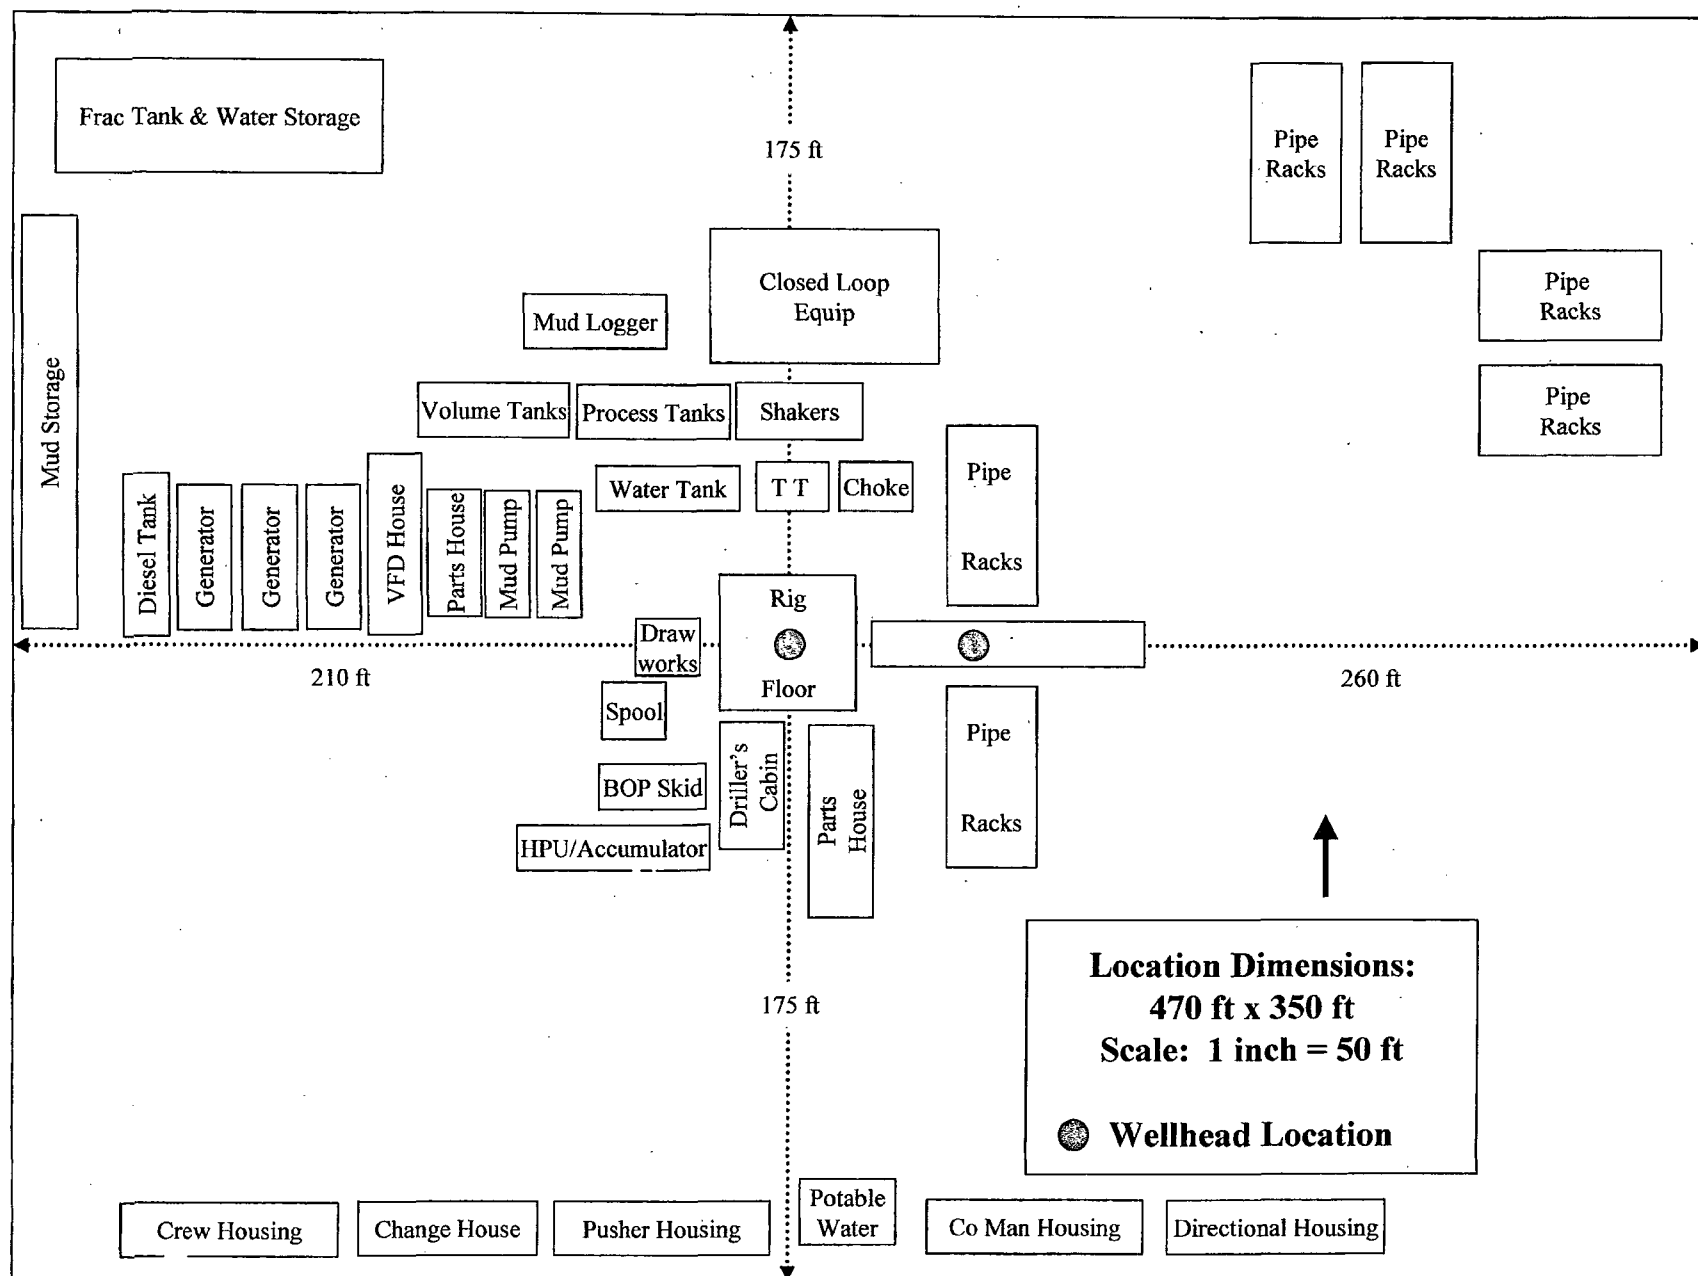 Frac Tank & Water Storage
175 ft
Pipe
Racks
Pipe
Racks
Closed Loop
Equip
Pipe
Racks
Mud Logger
Mud Storage
Volume Tanks
Process Tanks
Shakers
Pipe
Racks
Diesel Tank
Generator
Generator
Generator
VFD House
Parts House
Mud Pump
Mud Pump
Water Tank
T T
Choke
Pipe
Racks
Rig
Floor
Draw
works
210 ft
260 ft
Spool
BOP Skid
HPU/Accumulator
Driller's
Cabin
Parts
House
Pipe
Racks
175 ft
Location Dimensions:
470 ft x 350 ft
Scale: 1 inch = 50 ft
Wellhead Location
Crew Housing
Change House
Pusher Housing
Potable
Water
Co Man Housing
Directional Housing